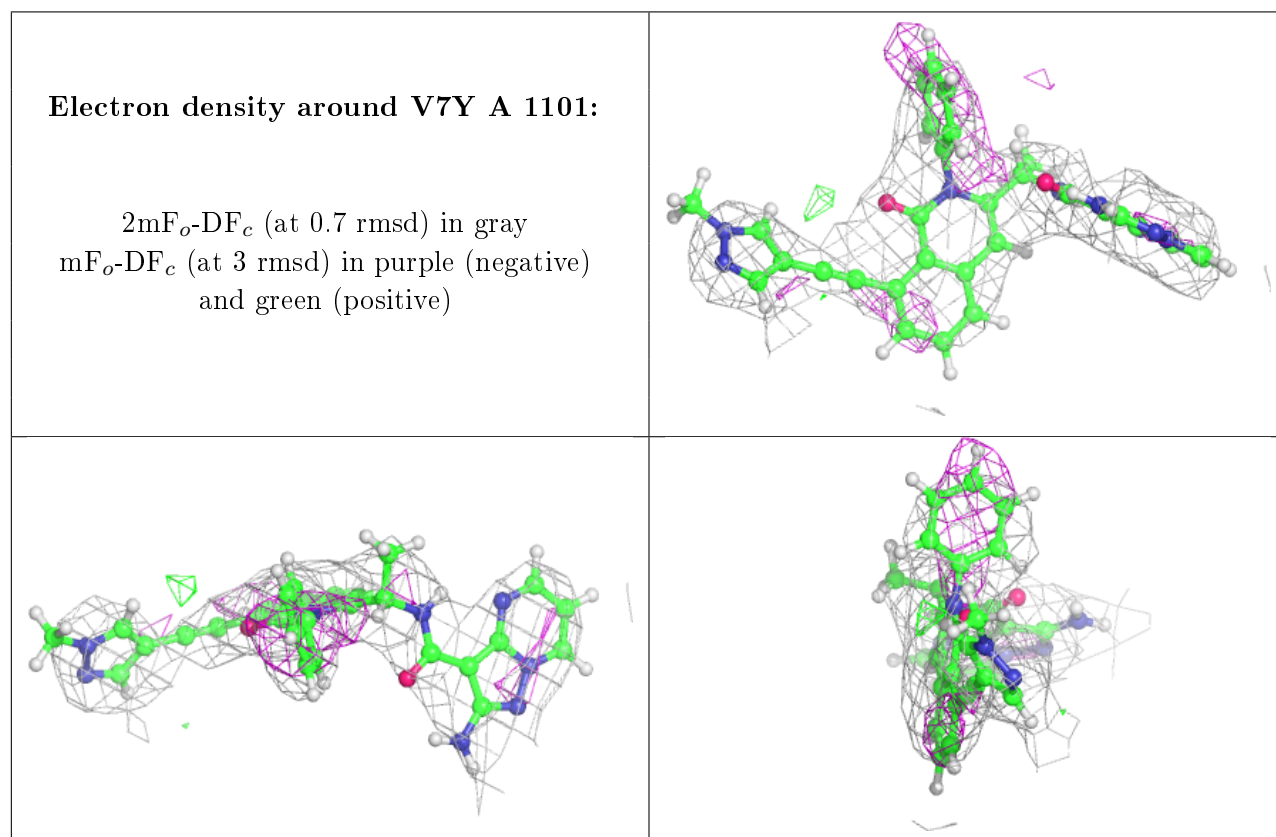 Electron density around V7Y A 1101:
2mFₒ-DF𝒸 (at 0.7 rmsd) in gray
mFₒ-DF𝒸 (at 3 rmsd) in purple (negative)
and green (positive)